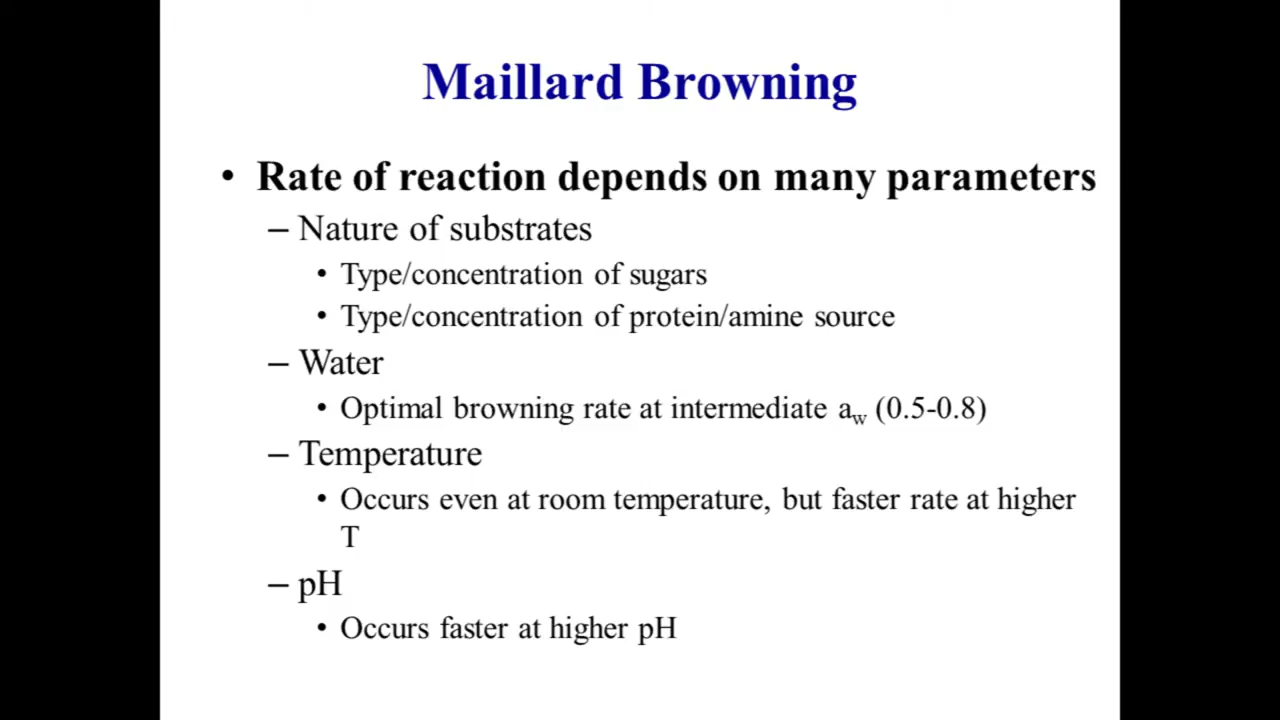 Maillard Browning
• Rate of reaction depends on many parameters
– Nature of substrates
• Type/concentration of sugars
• Type/concentration of protein/amine source
– Water
• Optimal browning rate at intermediate aw (0.5-0.8)
– Temperature
• Occurs even at room temperature, but faster rate at higher
T
– pH
• Occurs faster at higher pH